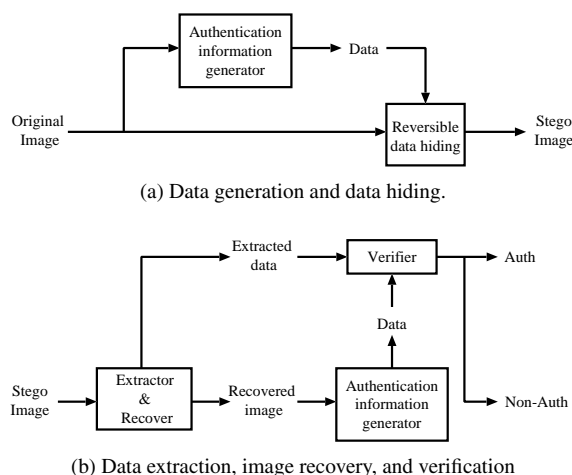 Authentication
information
generator
Data
Original
Image
Reversible
data hiding
Stego
Image
(a) Data generation and data hiding.
Extracted
data
Verifier
Auth
Data
Stego
Image
Extractor
&
Recover
Recovered
image
Authentication
information
generator
Non-Auth
(b) Data extraction, image recovery, and verification